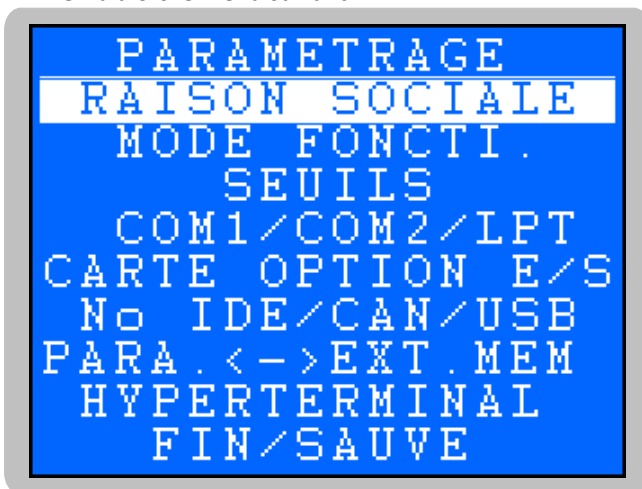 PARAMETRAGE
RAISON SOCIALE
MODE FONCTI.
SEUILS
COM1/COM2/LPT
CARTE OPTION E/S
No IDE/CAN/USB
PARA.<->EXT.MEM
HYPERTERMINAL
FIN/SAUVE